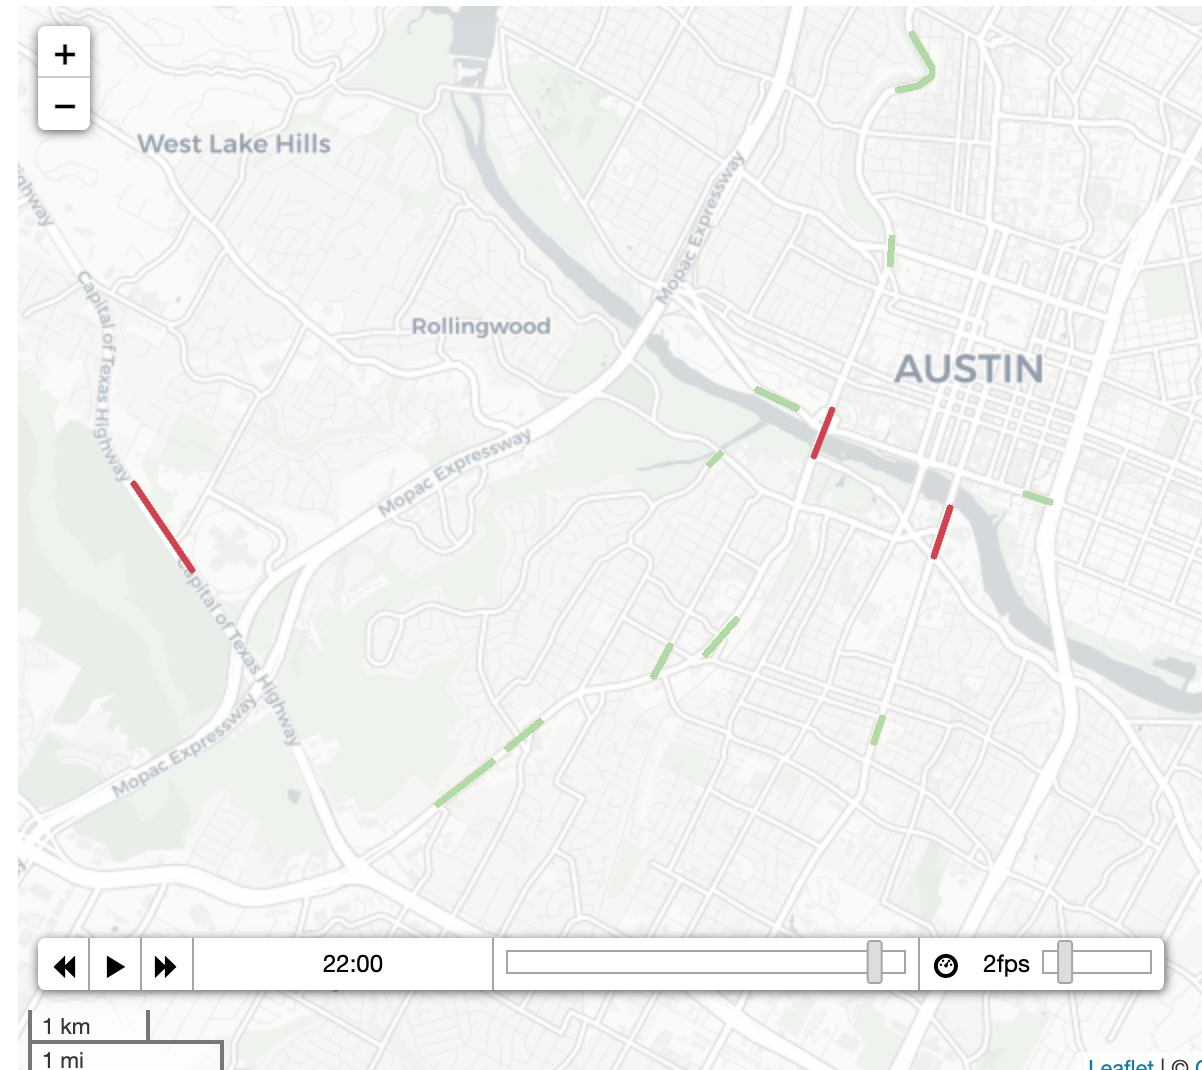 +
−
West Lake Hills
ghway
Mopac Expressway
Capital of Texas Highway
Rollingwood
AUSTIN
Mopac Expressway
Capital of Texas Highway
Mopac Expressway
22:00
2fps
1 km
1 mi
Leaflet | ©